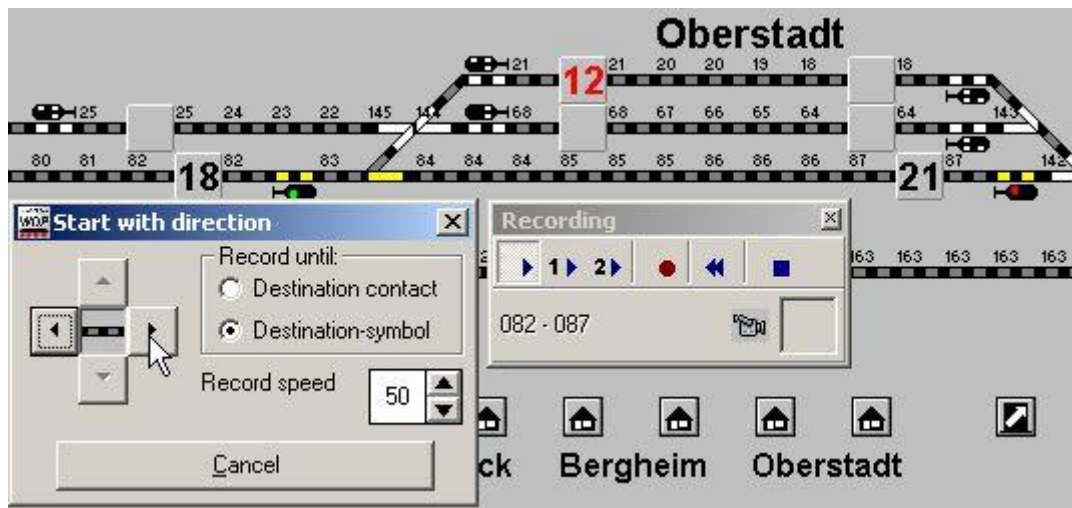 Oberstadt
21 12 21 20 20 19 18 18
25 25 24 23 22 145 144 68 68 67 66 65 64 64 143
80 81 82 18 82 83 84 84 84 85 85 85 86 86 86 87 21 87 142
Start with direction
Record until:
Destination contact
Destination-symbol
Record speed
50
Cancel
Recording
1 2
082 - 087
163 163 163 163 163
ck Bergheim Oberstadt